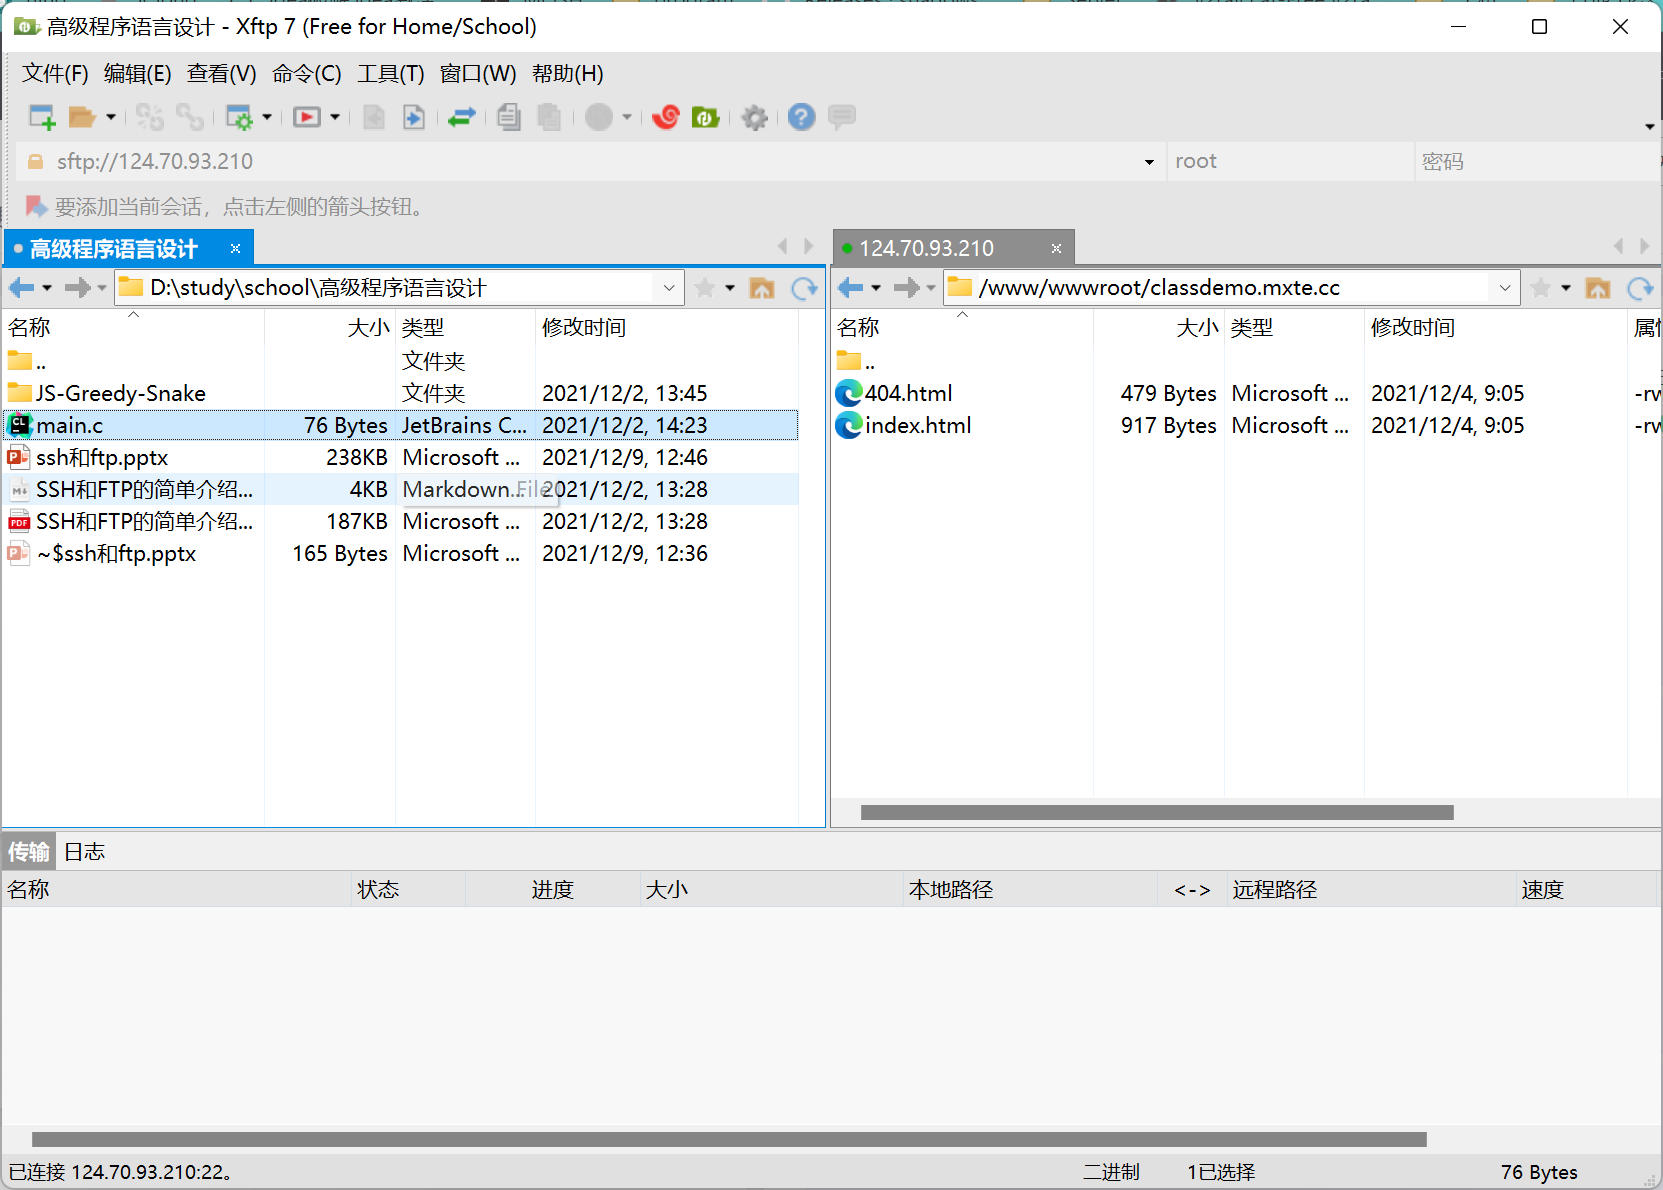 高级程序语言设计 - Xftp 7 (Free for Home/School)
文件(F) 编辑(E) 查看(V) 命令(C) 工具(T) 窗口(W) 帮助(H)
sftp://124.70.93.210 root 密码
要添加当前会话，点击左侧的箭头按钮。
高级程序语言设计
D:\study\school\高级程序语言设计
名称 大小 类型 修改时间
.. 文件夹
JS-Greedy-Snake 文件夹 2021/12/2, 13:45
main.c 76 Bytes JetBrains C... 2021/12/2, 14:23
ssh和ftp.pptx 238KB Microsoft ... 2021/12/9, 12:46
SSH和FTP的简单介绍... 4KB Markdown File 2021/12/2, 13:28
SSH和FTP的简单介绍... 187KB Microsoft ... 2021/12/2, 13:28
~$ssh和ftp.pptx 165 Bytes Microsoft ... 2021/12/9, 12:36
124.70.93.210
/www/wwwroot/classdemo.mxte.cc
名称 大小 类型 修改时间
..
404.html 479 Bytes Microsoft ... 2021/12/4, 9:05 -rw
index.html 917 Bytes Microsoft ... 2021/12/4, 9:05 -rw
传输 日志
名称 状态 进度 大小 本地路径 <-> 远程路径 速度
已连接 124.70.93.210:22。 二进制 1已选择 76 Bytes